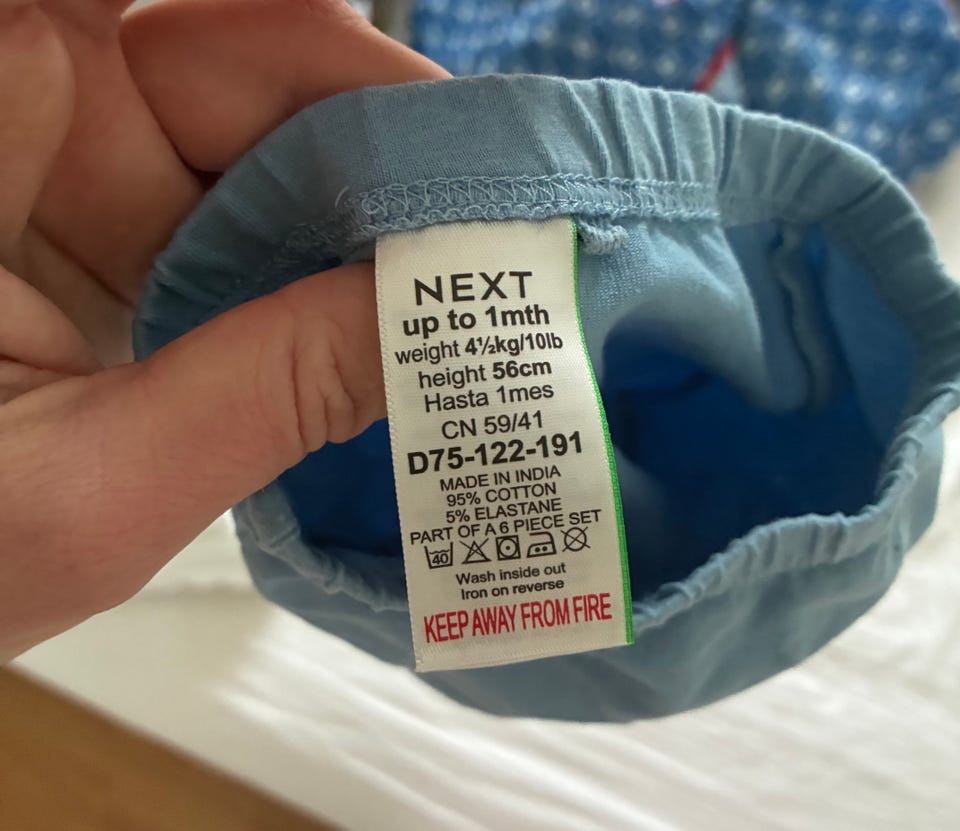 NEXT
up to 1mth
weight 4½kg/10lb
height 56cm
Hasta 1mes
CN 59/41
D75-122-191
MADE IN INDIA
95% COTTON
5% ELASTANE
PART OF A 6 PIECE SET
40
Wash inside out
Iron on reverse
KEEP AWAY FROM FIRE